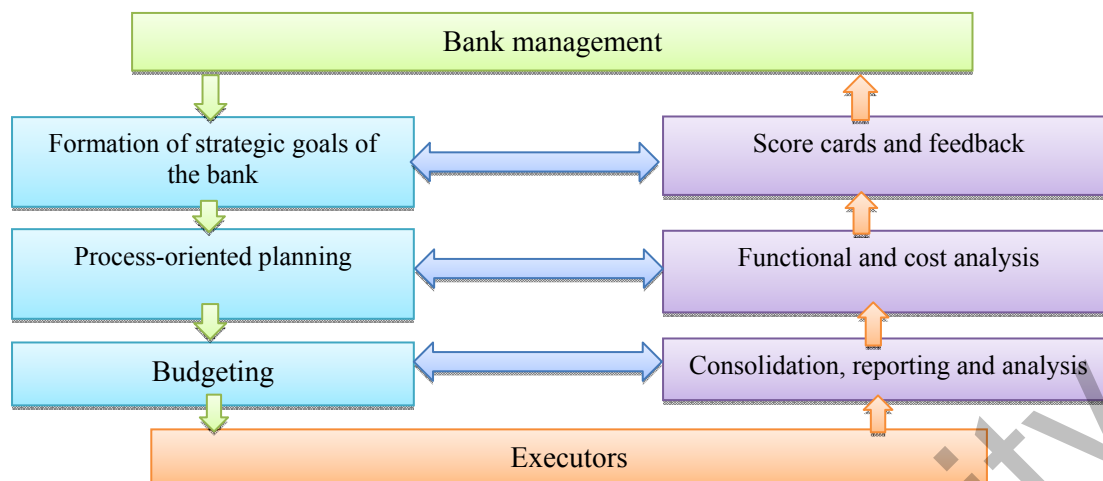 Bank management
Formation of strategic goals of
the bank
Score cards and feedback
Process-oriented planning
Functional and cost analysis
Budgeting
Consolidation, reporting and analysis
Executors